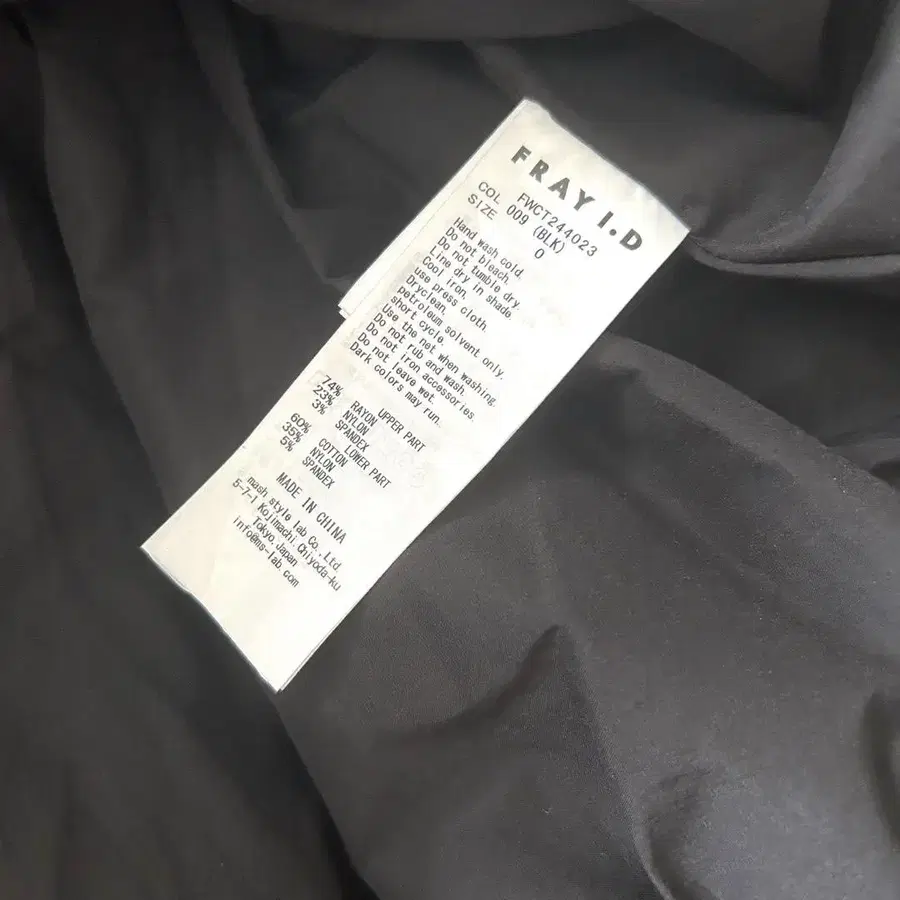 FRAY I.D
FWCT244023
COL 009 (BLK)
SIZE 0
Hand wash cold.
Do not bleach.
Do not tumble dry.
Line dry in shade.
Cool iron.
use press cloth.
Dryclean.
petroleum solvent only.
short cycle.
Use the net when washing.
Do not rub and wash.
Do not iron accessories.
Do not leave wet.
Dark colors may run.
UPPER PART
74% RAYON
23% NYLON
3% SPANDEX
LOWER PART
60% COTTON
35% NYLON
5% SPANDEX
MADE IN CHINA
mash style lab Co.,Ltd.
5-7-1 Kojimachi,Chiyoda-ku
Tokyo.Japan
info@ms-lab.com